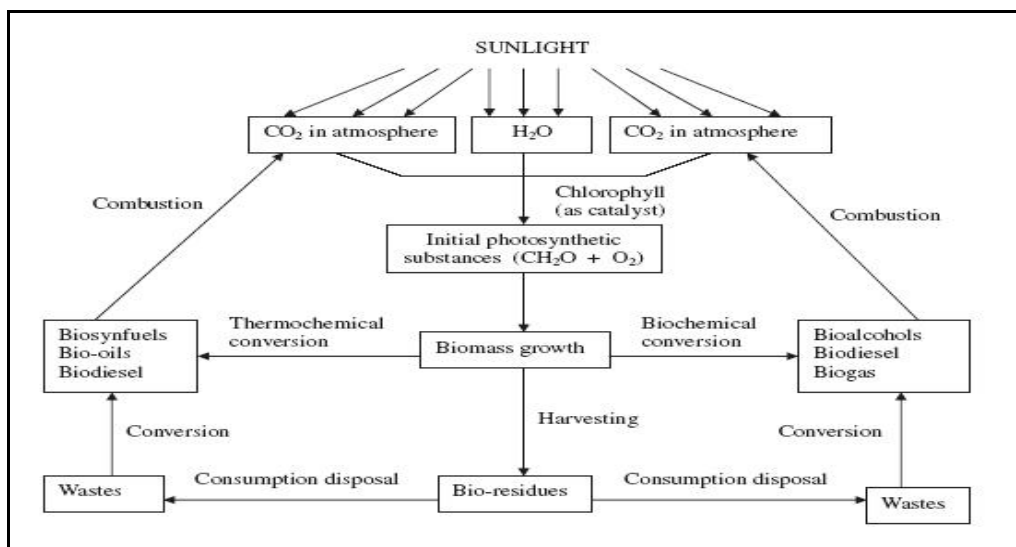 SUNLIGHT
CO₂ in atmosphere
H₂O
CO₂ in atmosphere
Chlorophyll
(as catalyst)
Combustion
Combustion
Initial photosynthetic
substances (CH₂O + O₂)
Biosynfuels
Bio-oils
Biodiesel
Thermochemical
conversion
Biomass growth
Biochemical
conversion
Bioalcohols
Biodiesel
Biogas
Conversion
Harvesting
Conversion
Wastes
Consumption disposal
Bio-residues
Consumption disposal
Wastes